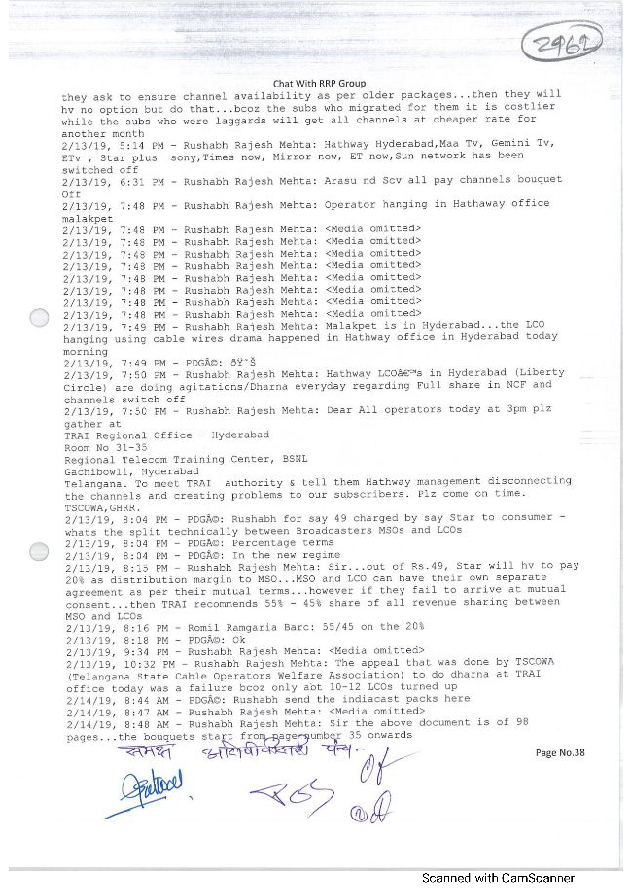 2962
Chat With RRP Group
they ask to ensure channel availability as per older packages...then they will
hv no option but do that...bcoz the subs who migrated for them it is costlier
while the subs who were laggards will get all channels at cheaper rate for
another month
2/13/19, 5:14 PM - Rushabh Rajesh Mehta: Hathway Hyderabad,Maa Tv, Gemini Tv,
ETv , Star plus sony,Times now, Mirror now, ET now,Sun network has been
switched off
2/13/19, 6:31 PM - Rushabh Rajesh Mehta: Arasu rd Scv all pay channels bouquet
Off
2/13/19, 7:48 PM - Rushabh Rajesh Mehta: Operator hanging in Hathaway office
malakpet
2/13/19, 7:48 PM - Rushabh Rajesh Mehta: <Media omitted>
2/13/19, 7:48 PM - Rushabh Rajesh Mehta: <Media omitted>
2/13/19, 7:48 PM - Rushabh Rajesh Mehta: <Media omitted>
2/13/19, 7:48 PM - Rushabh Rajesh Mehta: <Media omitted>
2/13/19, 7:48 PM - Rushabh Rajesh Mehta: <Media omitted>
2/13/19, 7:48 PM - Rushabh Rajesh Mehta: <Media omitted>
2/13/19, 7:48 PM - Rushabh Rajesh Mehta: <Media omitted>
2/13/19, 7:48 PM - Rushabh Rajesh Mehta: <Media omitted>
2/13/19, 7:49 PM - Rushabh Rajesh Mehta: Malakpet is in Hyderabad...the LCO
hanging using cable wires drama happened in Hathway office in Hyderabad today
morning
2/13/19, 7:49 PM - PDGÂ©: ðŸ˜Š
2/13/19, 7:50 PM - Rushabh Rajesh Mehta: Hathway LCOâ€™s in Hyderabad (Liberty
Circle) are doing agitations/Dharna everyday regarding Full share in NCF and
channels switch off
2/13/19, 7:50 PM - Rushabh Rajesh Mehta: Dear All operators today at 3pm plz
gather at
TRAI Regional Office - Hyderabad
Room No 31-35
Regional Telecom Training Center, BSNL
Gachibowli, Hyderabad
Telangana. To meet TRAI authority & tell them Hathway management disconnecting
the channels and creating problems to our subscribers. Plz come on time.
TSCOWA,GHRR.
2/13/19, 8:04 PM - PDGÂ©: Rushabh for say 49 charged by say Star to consumer -
whats the split technically between Broadcasters MSOs and LCOs
2/13/19, 8:04 PM - PDGÂ©: Percentage terms
2/13/19, 8:04 PM - PDGÂ©: In the new regime
2/13/19, 8:15 PM - Rushabh Rajesh Mehta: Sir...out of Rs.49, Star will hv to pay
20% as distribution margin to MSO...MSO and LCO can have their own separate
agreement as per their mutual terms...however if they fail to arrive at mutual
consent...then TRAI recommends 55% - 45% share of all revenue sharing between
MSO and LCOs
2/13/19, 8:16 PM - Romil Ramgaria Barc: 55/45 on the 20%
2/13/19, 8:18 PM - PDGÂ©: Ok
2/13/19, 9:34 PM - Rushabh Rajesh Mehta: <Media omitted>
2/13/19, 10:32 PM - Rushabh Rajesh Mehta: The appeal that was done by TSCOWA
(Telangana State Cable Operators Welfare Association) to do dharna at TRAI
office today was a failure bcoz only abt 10-12 LCOs turned up
2/14/19, 8:44 AM - PDGÂ©: Rushabh send the indiacast packs here
2/14/19, 8:47 AM - Rushabh Rajesh Mehta: <Media omitted>
2/14/19, 8:48 AM - Rushabh Rajesh Mehta: Sir the above document is of 98
pages...the bouquets start from page number 35 onwards
समक्ष
Page No.38
Scanned with CamScanner